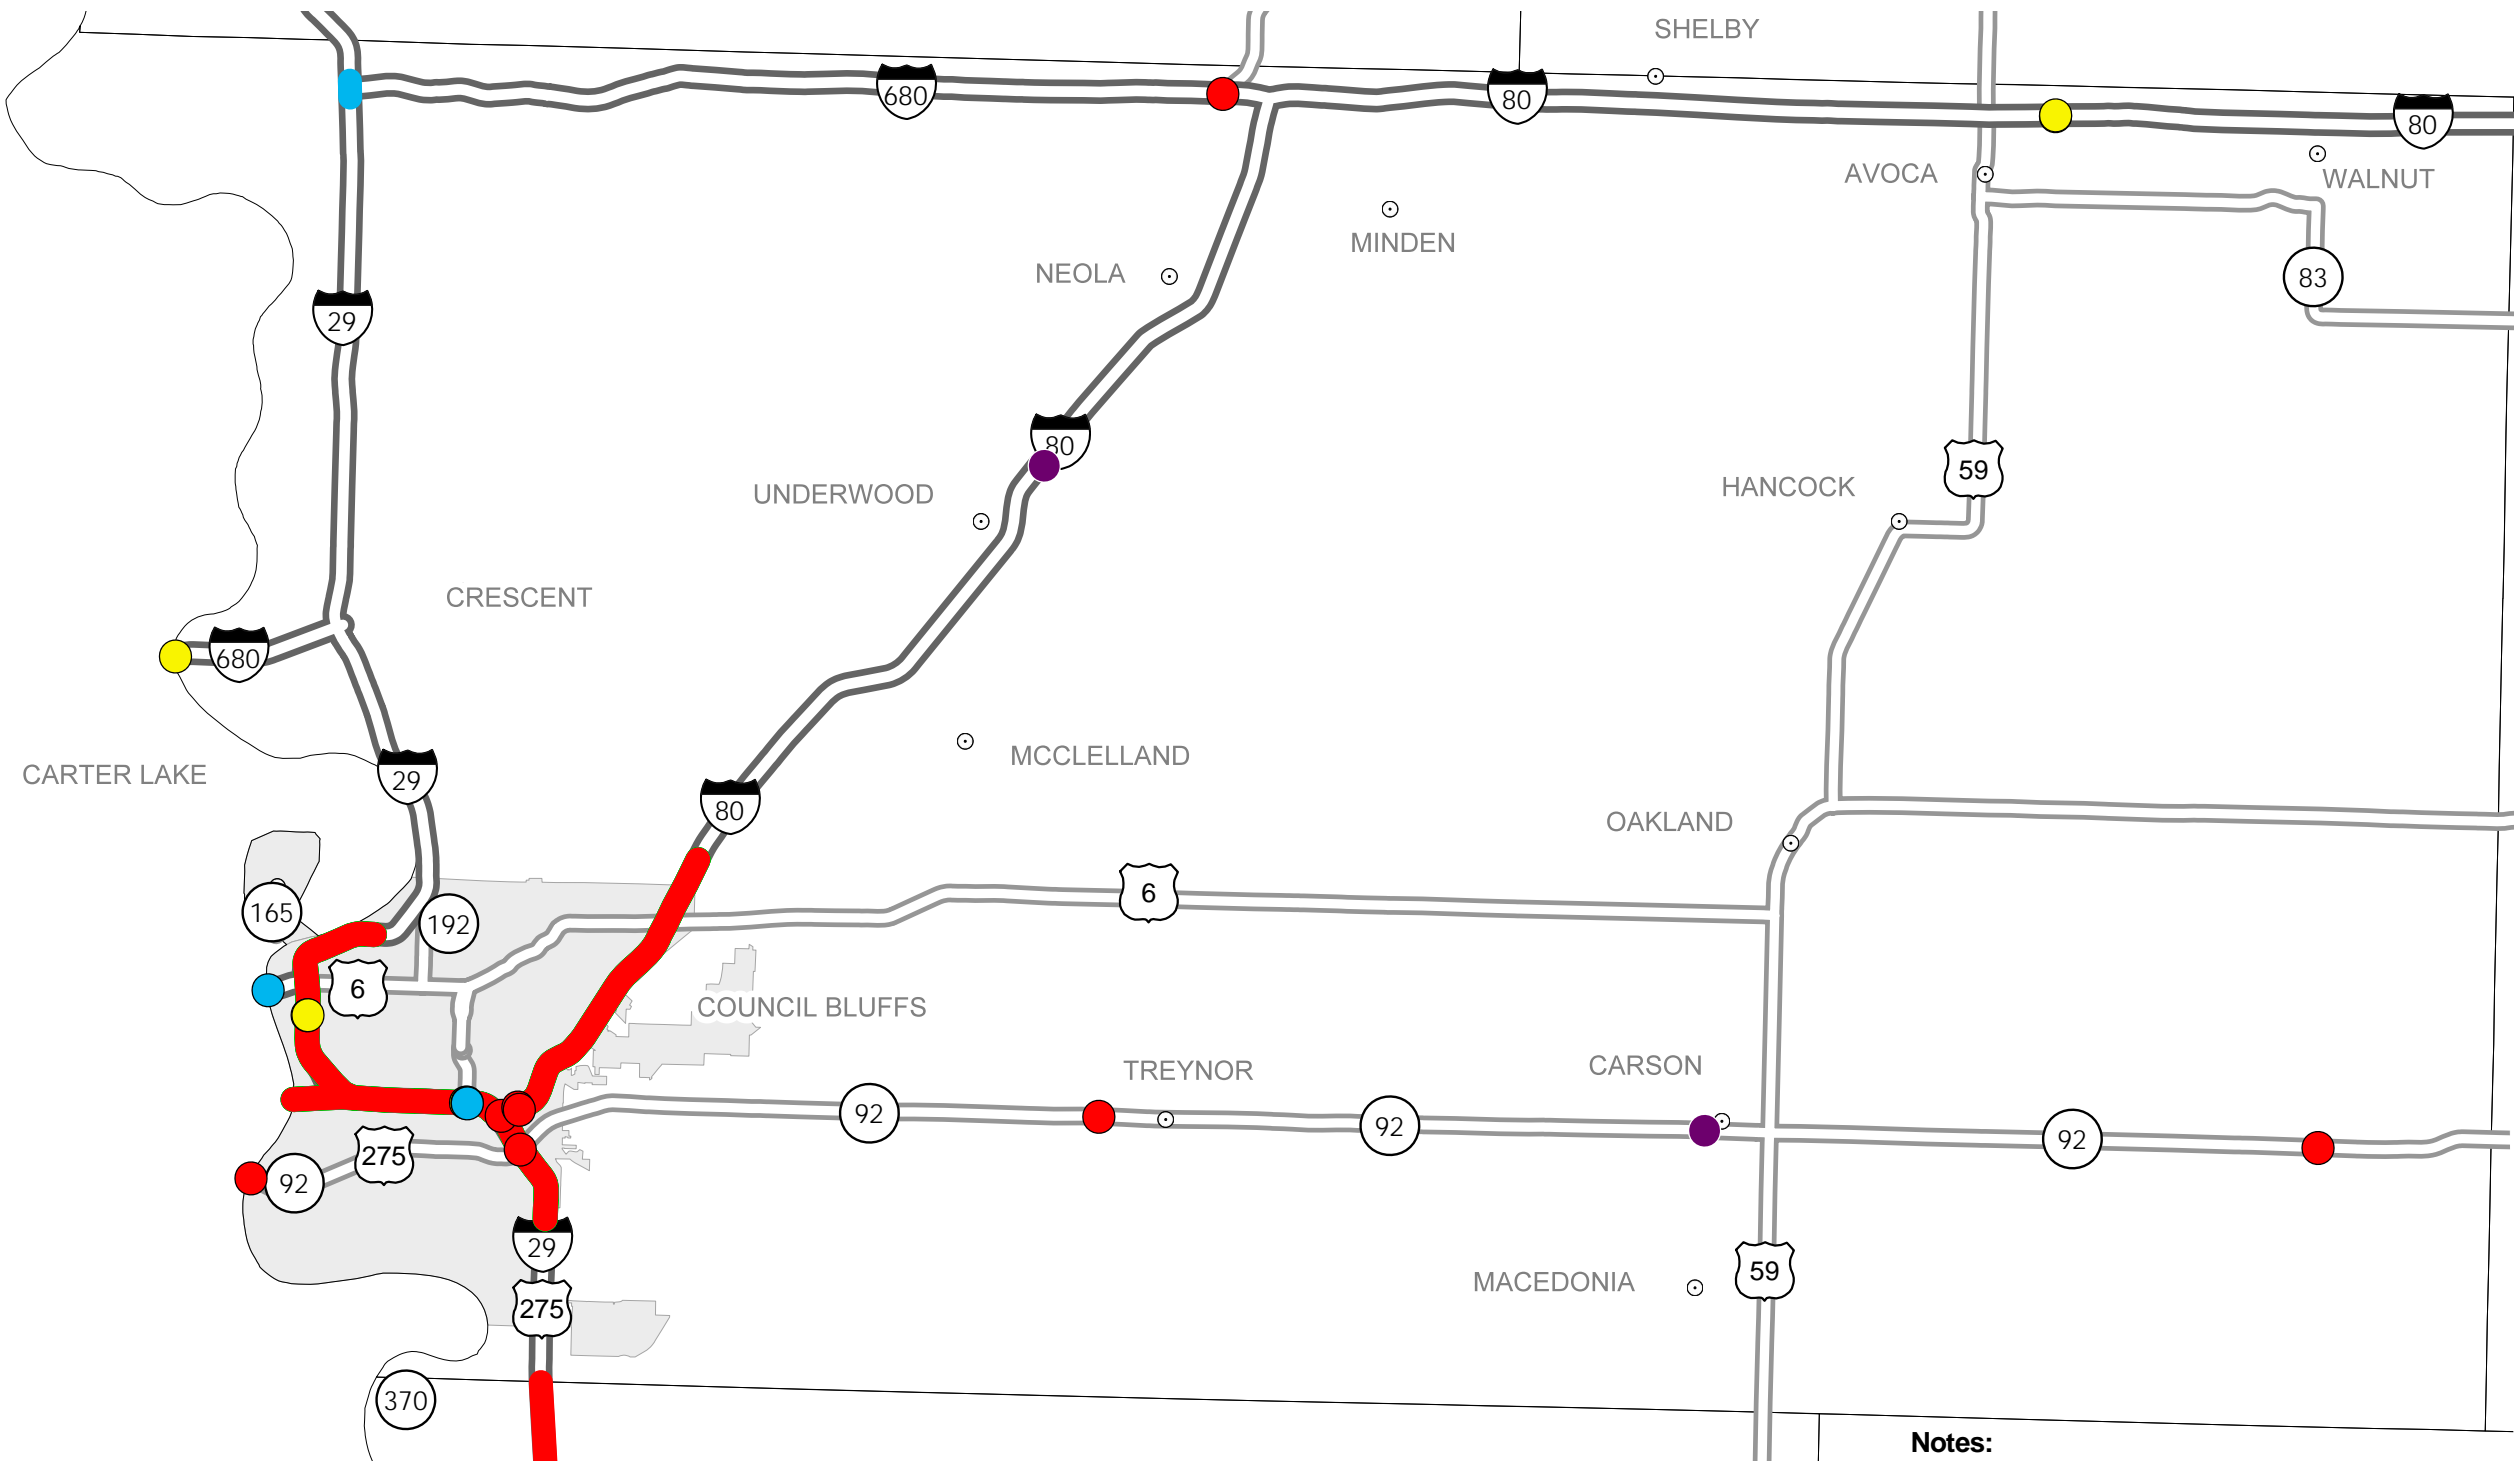 SHELBY
680
80
80
AVOCA
WALNUT
MINDEN
NEOLA
83
29
80
59
UNDERWOOD
HANCOCK
CRESCENT
680
MCCLELLAND
CARTER LAKE
29
80
OAKLAND
6
165
192
6
COUNCIL BLUFFS
TREYNOR
CARSON
92
92
92
275
92
29
59
MACEDONIA
275
370
Notes: